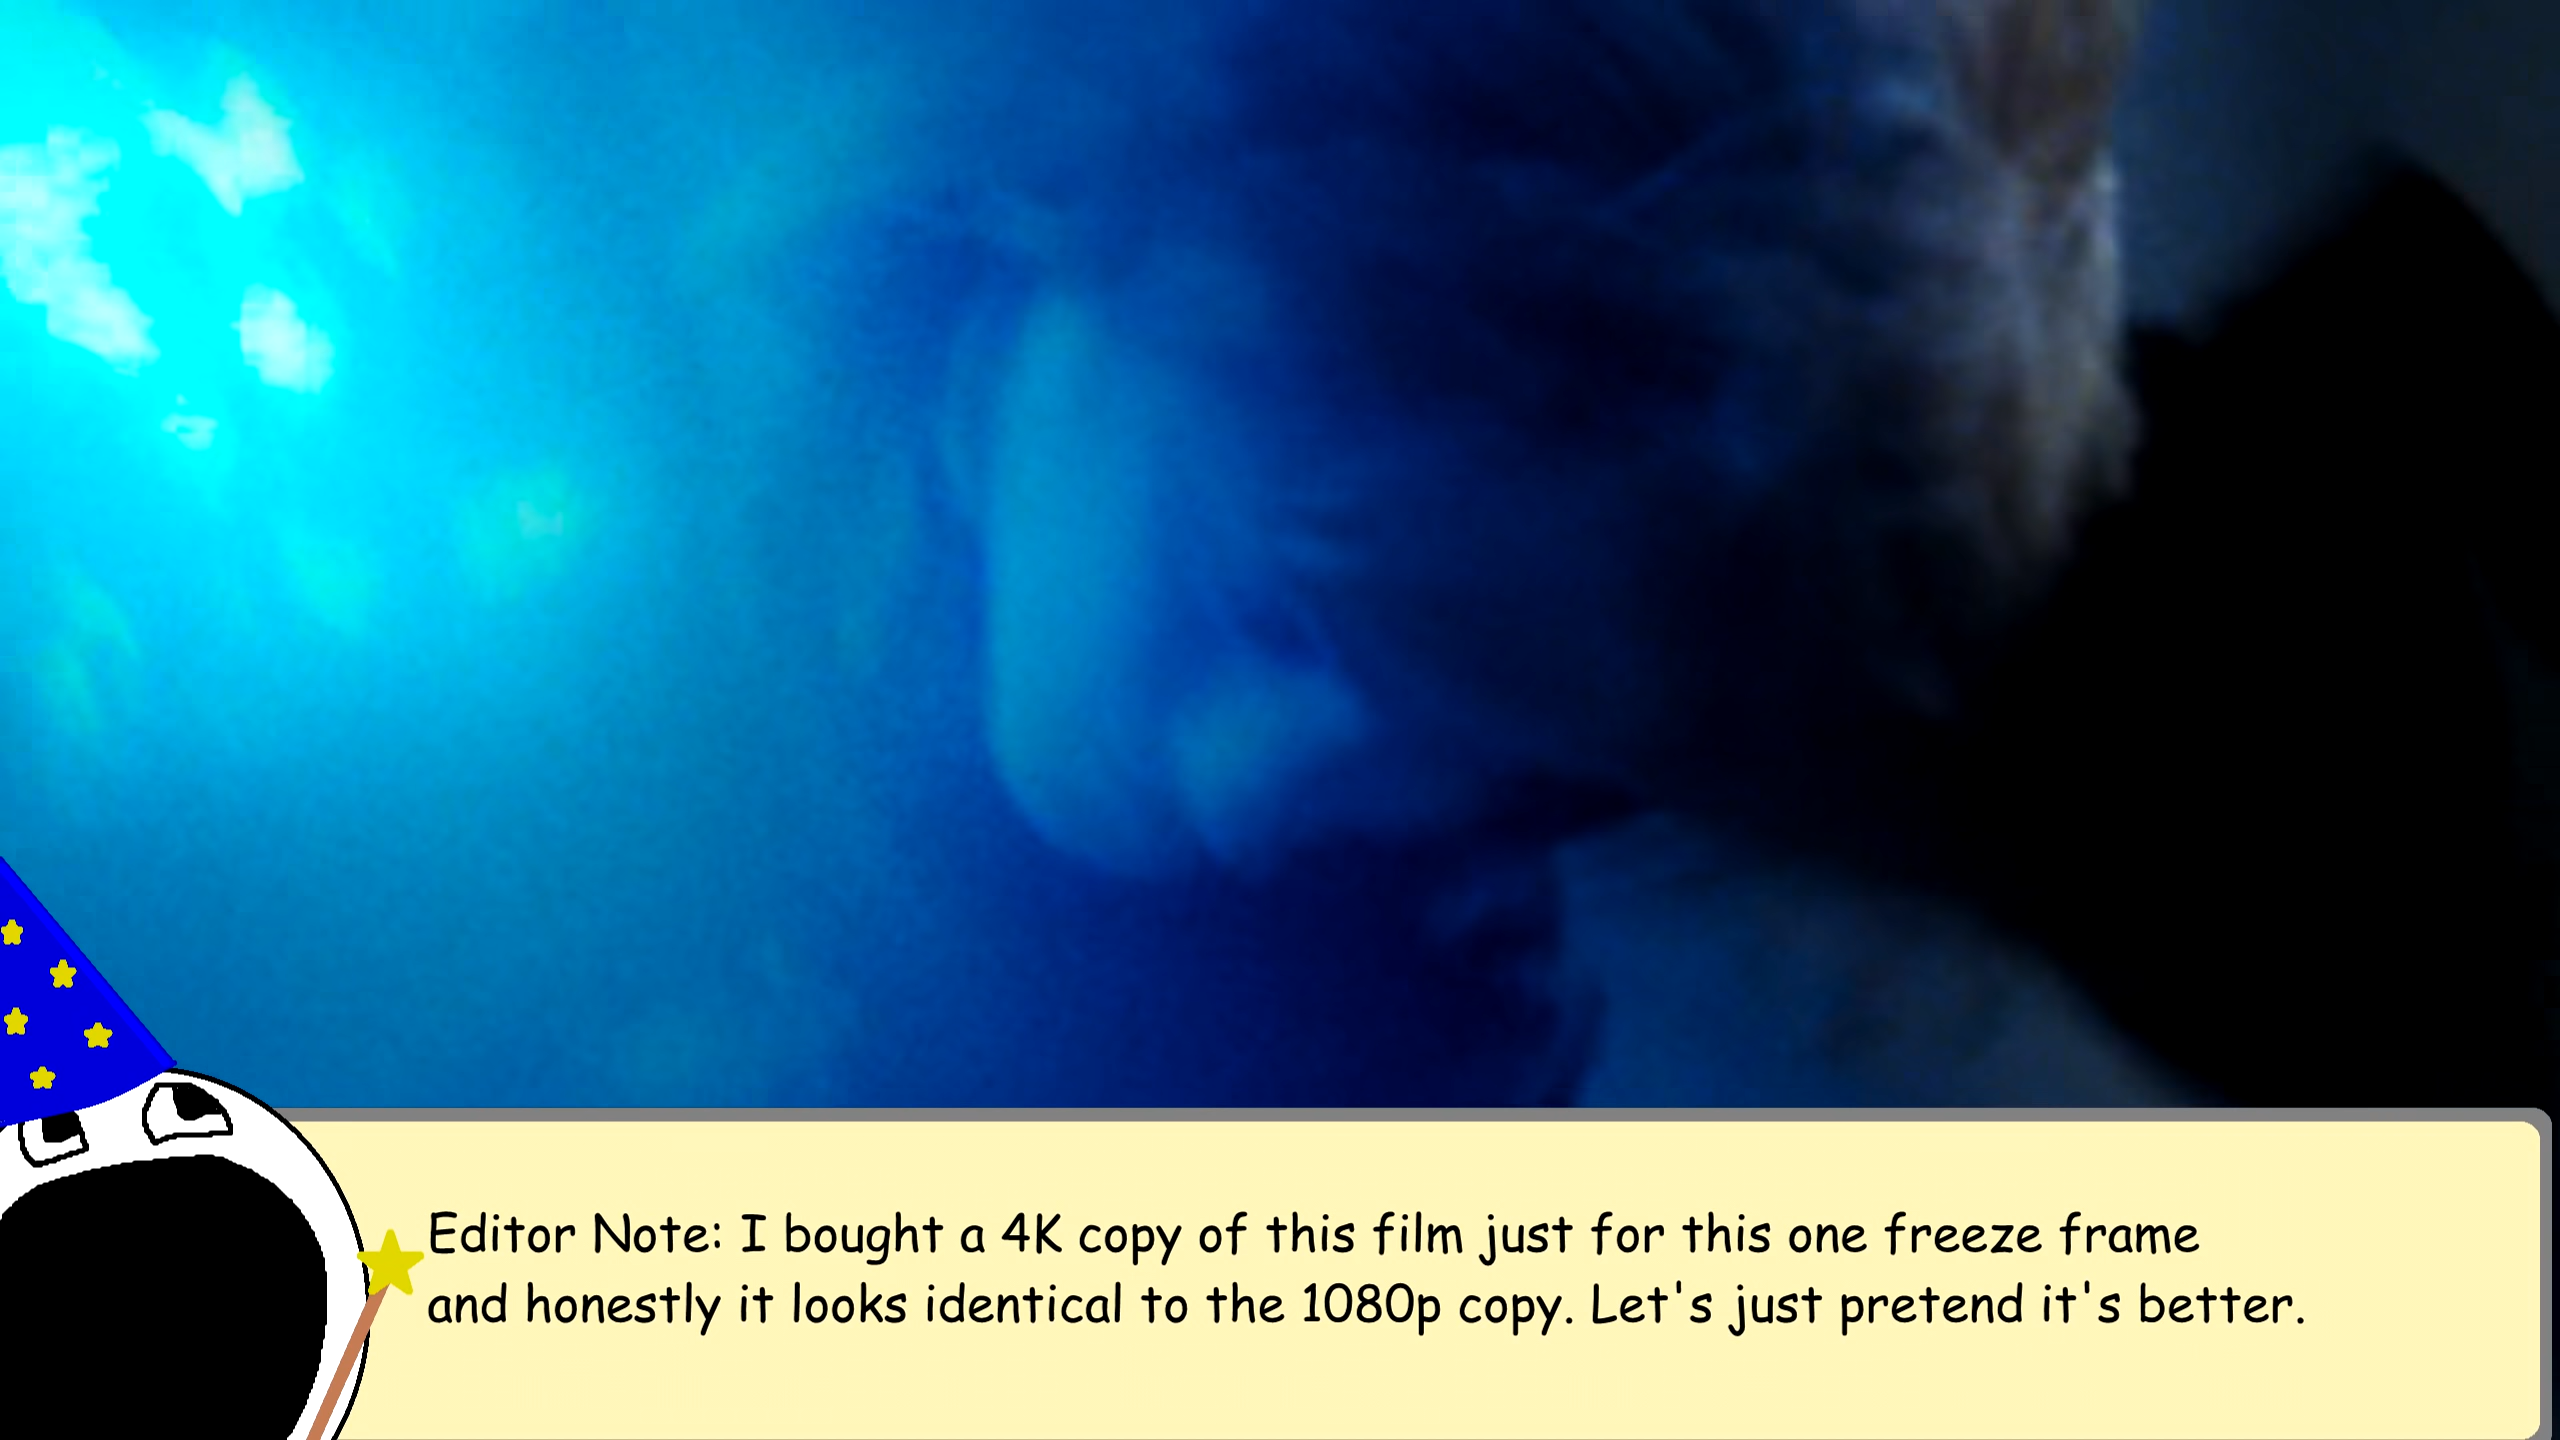 Editor Note: I bought a 4K copy of this film just for this one freeze frame
and honestly it looks identical to the 1080p copy. Let's just pretend it's better.